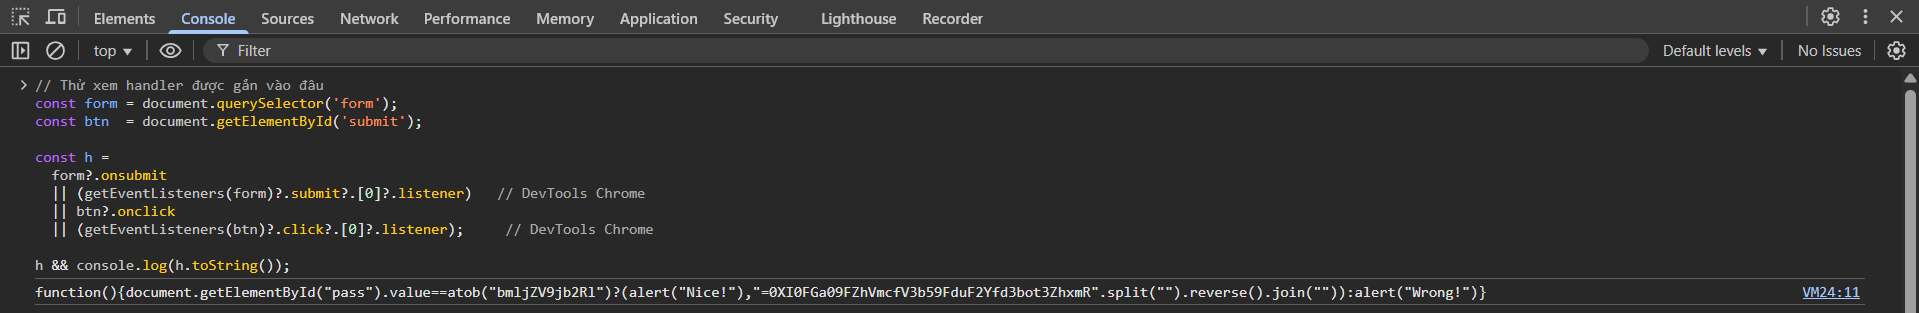 Elements Console Sources Network Performance Memory Application Security Lighthouse Recorder
top Filter Default levels No Issues
// Thử xem handler được gắn vào đâu
const form = document.querySelector('form');
const btn  = document.getElementById('submit');
const h =
form?.onsubmit
|| (getEventListeners(form)?.submit?.[0]?.listener)   // DevTools Chrome
|| btn?.onclick
|| (getEventListeners(btn)?.click?.[0]?.listener);     // DevTools Chrome
h && console.log(h.toString());
function(){document.getElementById("pass").value==atob("bmljZV9jb2Rl")?(alert("Nice!"),"=0XI0FGa09FZhVmcfV3b59FduF2Yfd3bot3ZhxmR".split("").reverse().join("")):alert("Wrong!")} VM24:11